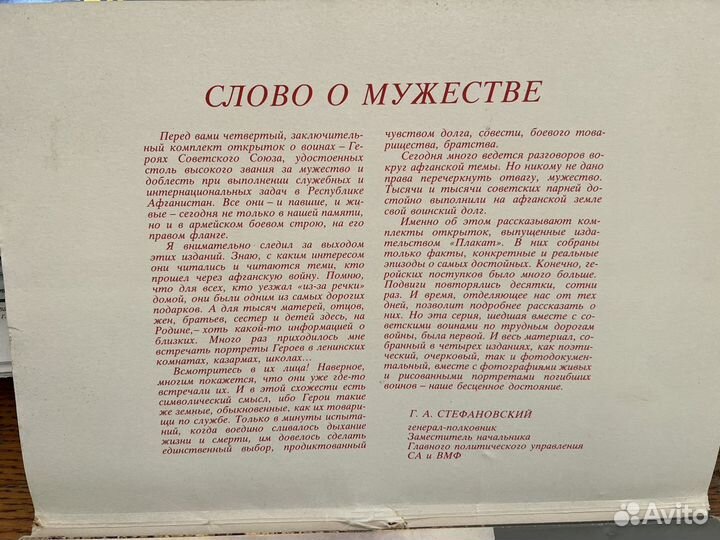 СЛОВО О МУЖЕСТВЕ
Перед вами четвертый, заключитель-
ный комплект открыток о воинах – Ге-
роях Советского Союза, удостоенных
столь высокого звания за мужество и
доблесть при выполнении служебных и
интернациональных задач в Республике
Афганистан. Все они – и павшие, и жи-
вые – сегодня не только в нашей памяти,
но и в армейском боевом строю, на его
правом фланге.
Я внимательно следил за выходом
этих изданий. Знаю, с каким интересом
они читались и читаются теми, кто
прошел через афганскую войну. Помню,
что для всех, кто уезжал «из-за речки»
домой, они были одним из самых дорогих
подарков. А для тысяч матерей, отцов,
жен, братьев, сестер и детей здесь, на
Родине,– хоть какой-то информацией о
близких. Много раз приходилось мне
встречать портреты Героев в ленинских
комнатах, казармах, школах...
Всмотритесь в их лица! Наверное,
многим покажется, что они уже где-то
встречали их. И в этой схожести есть
символический смысл, ибо Герои такие
же земные, обыкновенные, как их товари-
щи по службе. Только в минуты испыта-
ний, когда воедино сливалось дыхание
жизни и смерти, им довелось сделать
единственный выбор, продиктованный
чувством долга, совести, боевого това-
рищества, братства.
Сегодня много ведется разговоров во-
круг афганской темы. Но никому не дано
права перечеркнуть отвагу, мужество.
Тысячи и тысячи советских парней до-
стойно выполнили на афганской земле
свой воинский долг.
Именно об этом рассказывают ком-
плекты открыток, выпущенные изда-
тельством «Плакат». В них собраны
только факты, конкретные и реальные
эпизоды о самых достойных. Конечно, ге-
ройских поступков было много больше.
Подвиги повторялись десятки, сотни
раз. И время, отделяющее нас от тех
дней, позволит подробнее рассказать о
них. Но эта серия, шедшая вместе с со-
ветскими воинами по трудным дорогам
войны, была первой. И весь материал, со-
бранный в четырех изданиях, как поэти-
ческий, очерковый, так и фотодокумен-
тальный, вместе с фотографиями живых
и рисованными портретами погибших
воинов – наше бесценное достояние.
Г. А. СТЕФАНОВСКИЙ
генерал-полковник
Заместитель начальника
Главного политического управления
СА и ВМФ
Avito